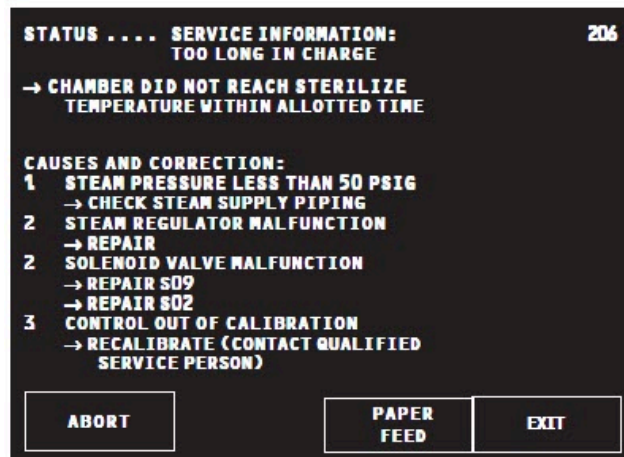 STATUS .... SERVICE INFORMATION: 206
TOO LONG IN CHARGE
→ CHAMBER DID NOT REACH STERILIZE
TEMPERATURE WITHIN ALLOTTED TIME
CAUSES AND CORRECTION:
1 STEAM PRESSURE LESS THAN 50 PSIG
→ CHECK STEAM SUPPLY PIPING
2 STEAM REGULATOR MALFUNCTION
→ REPAIR
2 SOLENOID VALVE MALFUNCTION
→ REPAIR S09
→ REPAIR S02
3 CONTROL OUT OF CALIBRATION
→ RECALIBRATE (CONTACT QUALIFIED
SERVICE PERSON)
ABORT
PAPER
FEED
EXIT